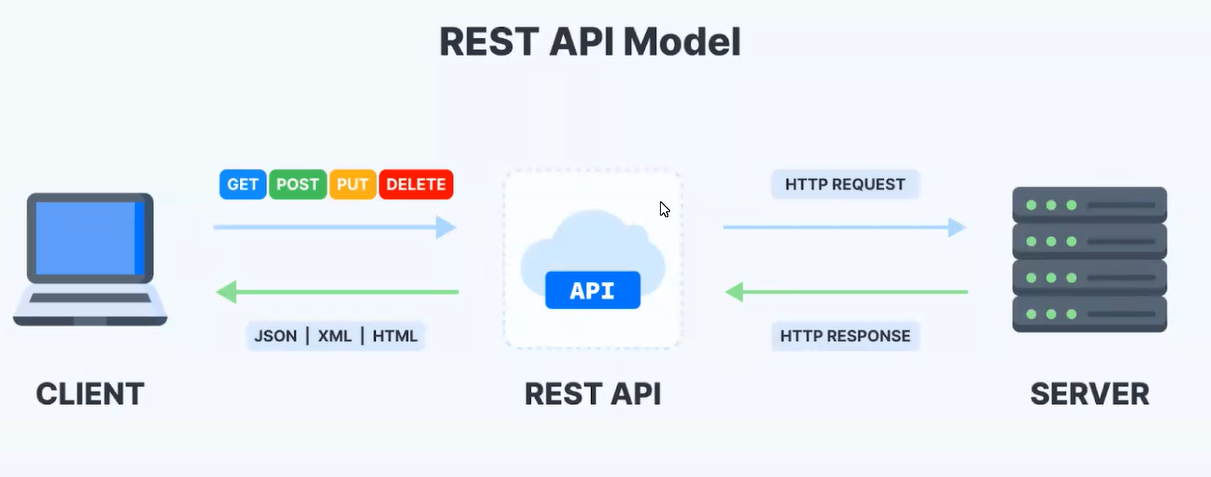 REST API Model
GET POST PUT DELETE
HTTP REQUEST
API
JSON | XML | HTML
HTTP RESPONSE
CLIENT
REST API
SERVER